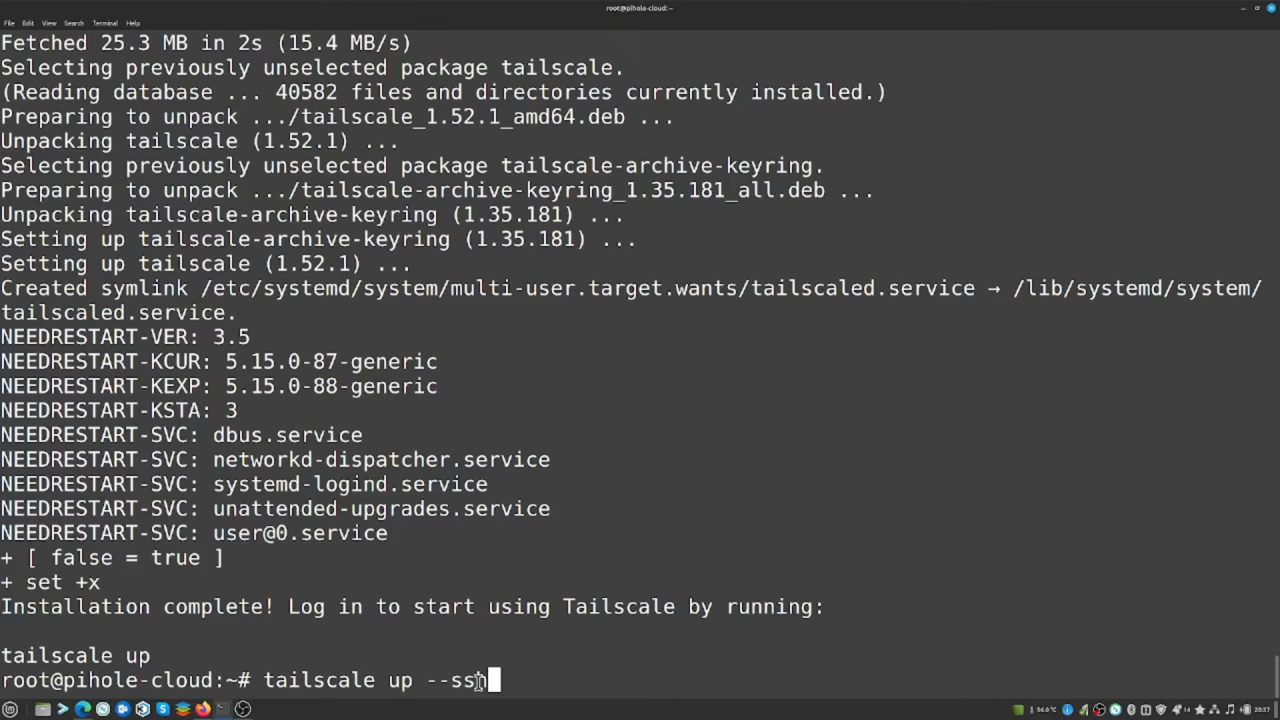 root@pihole-cloud: ~
File Edit View Search Terminal Help
Fetched 25.3 MB in 2s (15.4 MB/s)
Selecting previously unselected package tailscale.
(Reading database ... 40582 files and directories currently installed.)
Preparing to unpack .../tailscale_1.52.1_amd64.deb ...
Unpacking tailscale (1.52.1) ...
Selecting previously unselected package tailscale-archive-keyring.
Preparing to unpack .../tailscale-archive-keyring_1.35.181_all.deb ...
Unpacking tailscale-archive-keyring (1.35.181) ...
Setting up tailscale-archive-keyring (1.35.181) ...
Setting up tailscale (1.52.1) ...
Created symlink /etc/systemd/system/multi-user.target.wants/tailscaled.service → /lib/systemd/system/
tailscaled.service.
NEEDRESTART-VER: 3.5
NEEDRESTART-KCUR: 5.15.0-87-generic
NEEDRESTART-KEXP: 5.15.0-88-generic
NEEDRESTART-KSTA: 3
NEEDRESTART-SVC: dbus.service
NEEDRESTART-SVC: networkd-dispatcher.service
NEEDRESTART-SVC: systemd-logind.service
NEEDRESTART-SVC: unattended-upgrades.service
NEEDRESTART-SVC: user@0.service
+ [ false = true ]
+ set +x
Installation complete! Log in to start using Tailscale by running:
tailscale up
root@pihole-cloud:~# tailscale up --ssh
56.0°C 14 20:37